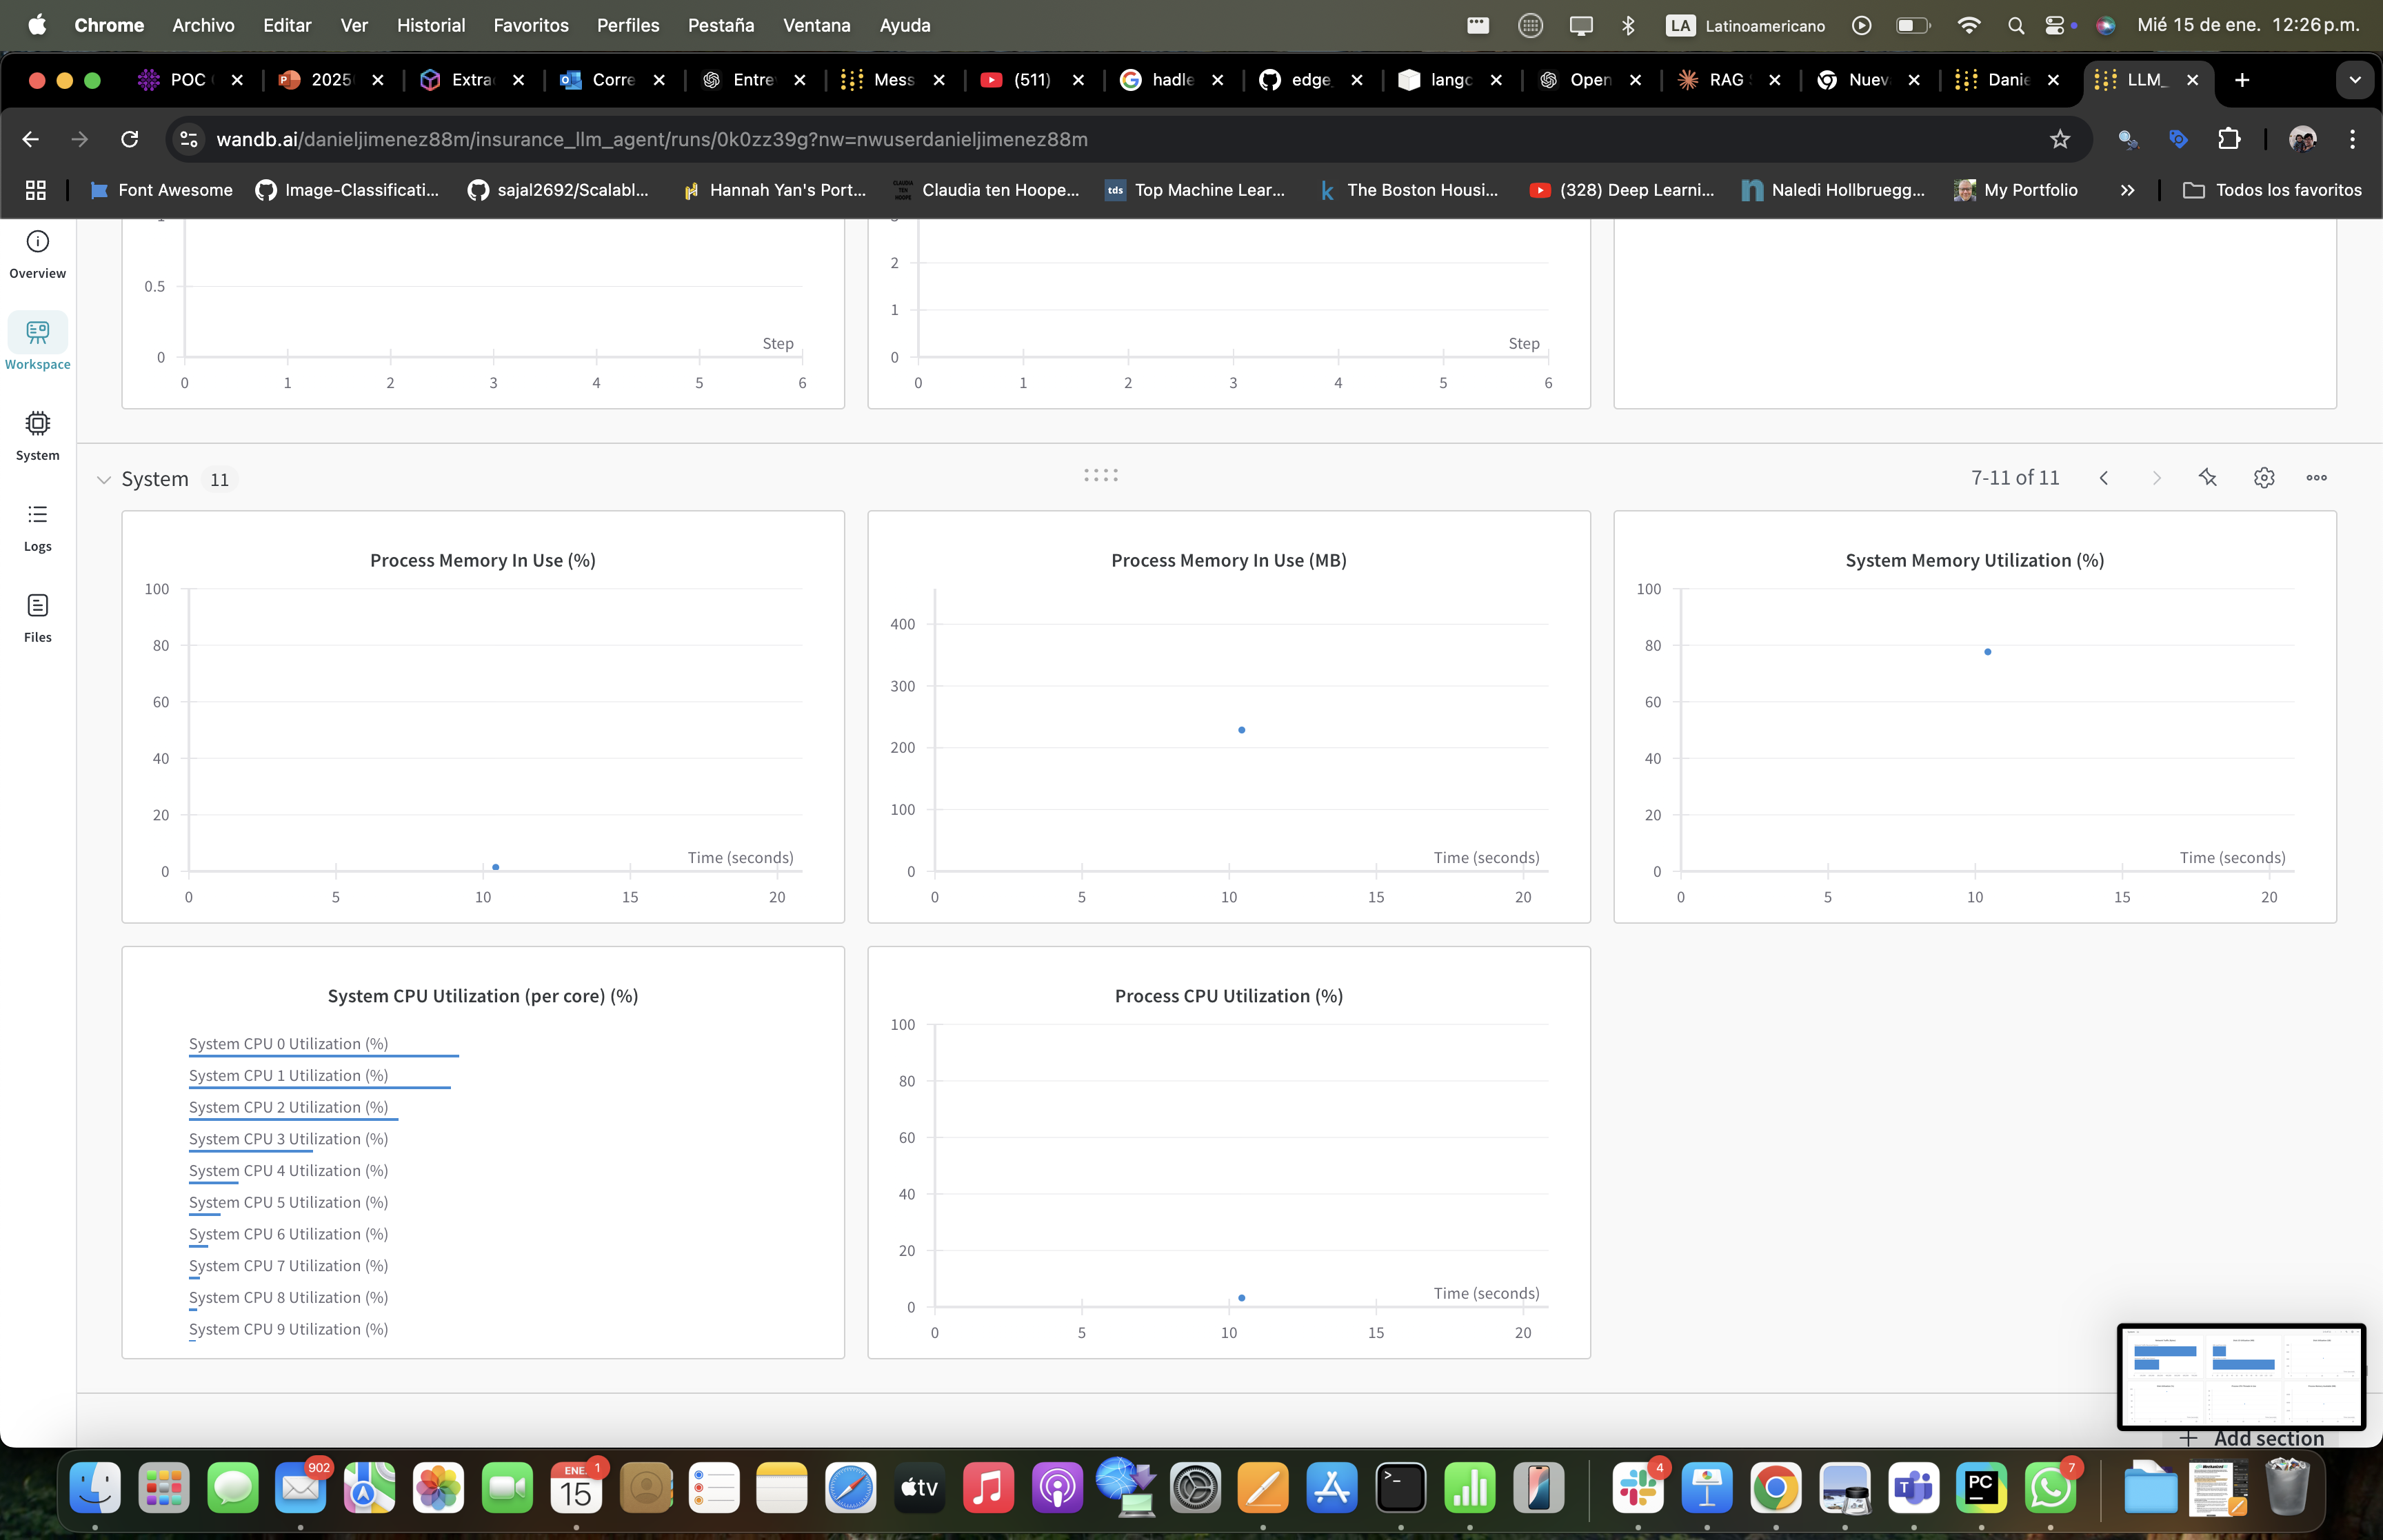 Chrome Archivo Editar Ver Historial Favoritos Perfiles Pestaña Ventana Ayuda LA Latinoamericano Mié 15 de ene. 12:26 p.m.
POC 2025 Extra Corre Entre Mess (511) hadle edge_ lang Open RAG Nuev Danie LLM_
wandb.ai/danieljimenez88m/insurance_llm_agent/runs/0k0zz39g?nw=nwuserdanieljimenez88m
Font Awesome Image-Classificati... sajal2692/Scalabl... Hannah Yan's Port... CLAUDIA TEN HOOPE Claudia ten Hoope... tds Top Machine Lear... k The Boston Housi... (328) Deep Learni... n Naledi Hollbruegg... My Portfolio » Todos los favoritos
Overview
Workspace
System
Logs
Files
0.5
0
Step
0 1 2 3 4 5 6
2
1
0
Step
0 1 2 3 4 5 6
System 11
7-11 of 11
Process Memory In Use (%)
100
80
60
40
20
0
Time (seconds)
0 5 10 15 20
Process Memory In Use (MB)
400
300
200
100
0
Time (seconds)
0 5 10 15 20
System Memory Utilization (%)
100
80
60
40
20
0
Time (seconds)
0 5 10 15 20
System CPU Utilization (per core) (%)
System CPU 0 Utilization (%)
System CPU 1 Utilization (%)
System CPU 2 Utilization (%)
System CPU 3 Utilization (%)
System CPU 4 Utilization (%)
System CPU 5 Utilization (%)
System CPU 6 Utilization (%)
System CPU 7 Utilization (%)
System CPU 8 Utilization (%)
System CPU 9 Utilization (%)
Process CPU Utilization (%)
100
80
60
40
20
0
Time (seconds)
0 5 10 15 20
Add section
902 ENE. 1 15 tv 4 PC 7